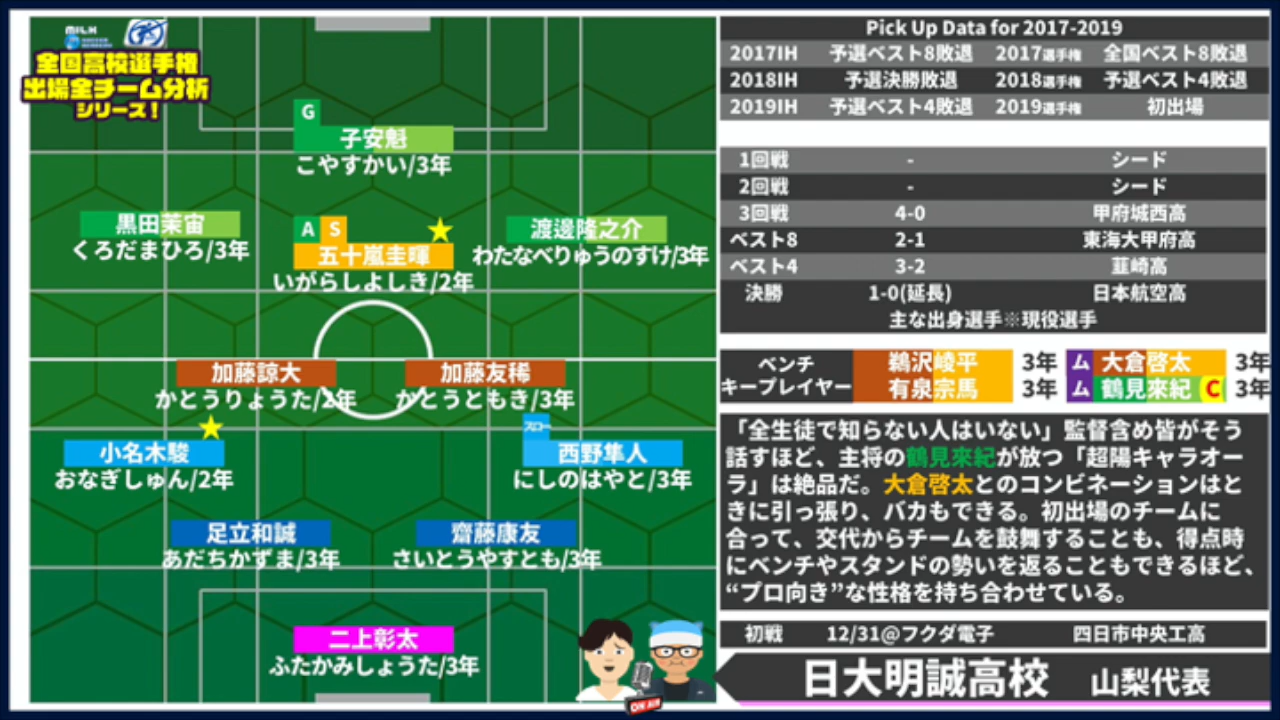 MILK
全国高校選手権
出場全チーム分析
シリーズ！
G
子安魁
こやすかい/3年
黒田茉宙
くろだまひろ/3年
A S
五十嵐圭暉
いがらしよしき/2年
渡邊隆之介
わたなべりゅうのすけ/3年
加藤諒大
かとうりょうた/2年
加藤友稀
かとうともき/3年
小名木駿
おなぎしゅん/2年
スロー
西野隼人
にしのはやと/3年
足立和誠
あだちかずま/3年
齋藤康友
さいとうやすとも/3年
二上彰太
ふたかみしょうた/3年
ON AIR
Pick Up Data for 2017-2019
2017IH 予選ベスト8敗退 2017選手権 全国ベスト8敗退
2018IH 予選決勝敗退 2018選手権 予選ベスト4敗退
2019IH 予選ベスト4敗退 2019選手権 初出場
1回戦 - シード
2回戦 - シード
3回戦 4-0 甲府城西高
ベスト8 2-1 東海大甲府高
ベスト4 3-2 韮崎高
決勝 1-0(延長) 日本航空高
主な出身選手※現役選手
ベンチ
キープレイヤー
鵜沢崚平 3年 ム 大倉啓太 3年
有泉宗馬 3年 ム 鶴見來紀 C 3年
「全生徒で知らない人はいない」監督含め皆がそう
話すほど、主将の鶴見來紀が放つ「超陽キャラオー
ラ」は絶品だ。大倉啓太とのコンビネーションはと
きに引っ張り、バカもできる。初出場のチームに
合って、交代からチームを鼓舞することも、得点時
にベンチやスタンドの勢いを返ることもできるほど、
“プロ向き”な性格を持ち合わせている。
初戦 12/31@フクダ電子 四日市中央工高
日大明誠高校 山梨代表